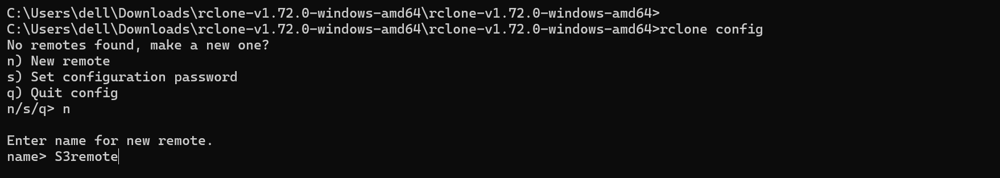 C:\Users\dell\Downloads\rclone-v1.72.0-windows-amd64\rclone-v1.72.0-windows-amd64>
C:\Users\dell\Downloads\rclone-v1.72.0-windows-amd64\rclone-v1.72.0-windows-amd64>rclone config
No remotes found, make a new one?
n) New remote
s) Set configuration password
q) Quit config
n/s/q> n
Enter name for new remote.
name> S3remote